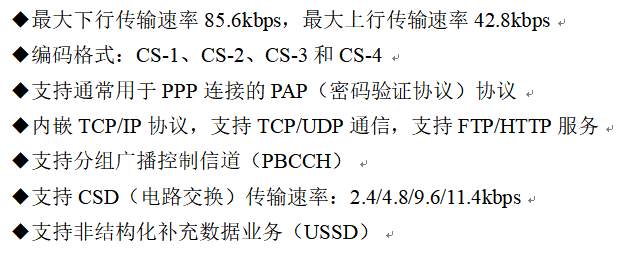 ◆最大下行传输速率 85.6kbps，最大上行传输速率 42.8kbps
◆编码格式：CS-1、CS-2、CS-3 和 CS-4
◆支持通常用于 PPP 连接的 PAP（密码验证协议）协议
◆内嵌 TCP/IP 协议，支持 TCP/UDP 通信，支持 FTP/HTTP 服务
◆支持分组广播控制信道（PBCCH）
◆支持 CSD（电路交换）传输速率：2.4/4.8/9.6/11.4kbps
◆支持非结构化补充数据业务（USSD）